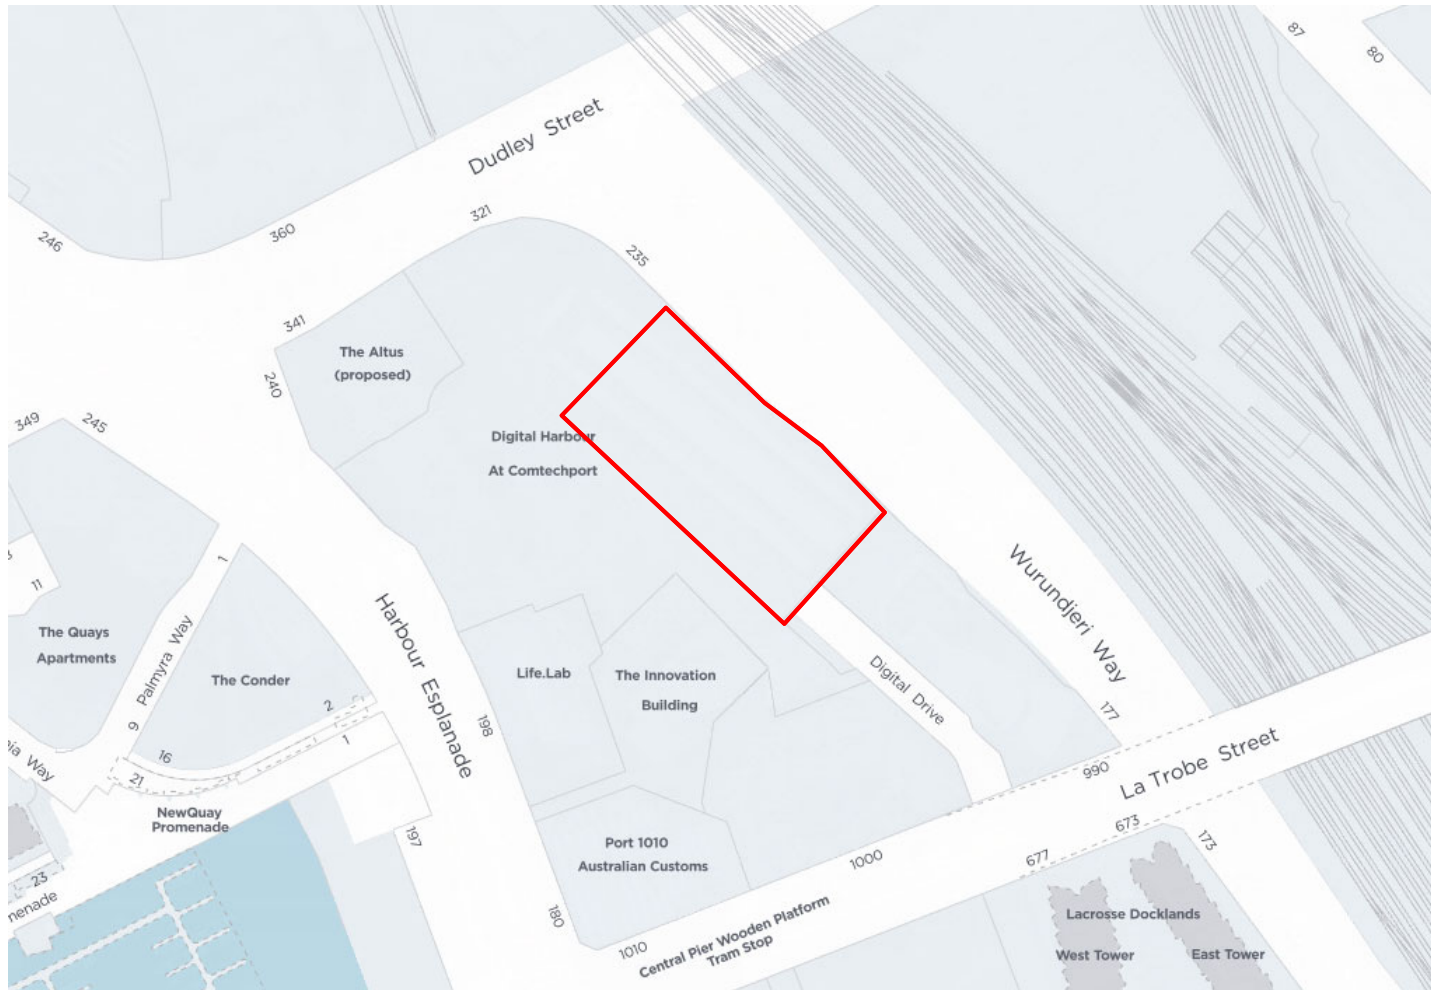 87
80
Dudley Street
246
360
321
235
341
The Altus
(proposed)
240
349
245
Digital Harbour
At Comtechport
1
11
The Quays
Apartments
Palmyra Way
9
The Conder
2
1
16
21
NewQuay
Promenade
Harbour Esplanade
198
Life.Lab
The Innovation
Building
Digital Drive
Wurundjeri Way
177
990
La Trobe Street
Way
197
23
Port 1010
Australian Customs
1000
677
673
173
180
1010
Central Pier Wooden Platform
Tram Stop
Lacrosse Docklands
West Tower
East Tower